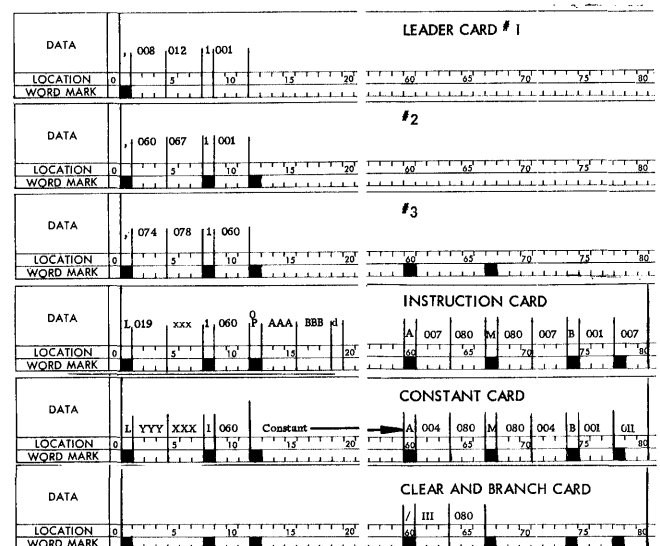 LEADER CARD # 1
DATA , 008 012 1 001
LOCATION 0 5 10 15 20 60 65 70 75 80
WORD MARK
#2
DATA , 060 067 1 001
LOCATION 0 5 10 15 20 60 65 70 75 80
WORD MARK
#3
DATA , 074 078 1 060
LOCATION 0 5 10 15 20 60 65 70 75 80
WORD MARK
INSTRUCTION CARD
O
DATA L 019 xxx 1 060 P AAA BBB d A 007 080 M 080 007 B 001 007
LOCATION 0 5 10 15 20 60 65 70 75 80
WORD MARK
CONSTANT CARD
DATA L YYY XXX 1 060 Constant A 004 080 M 080 004 B 001 011
LOCATION 0 5 10 15 20 60 65 70 75 80
WORD MARK
CLEAR AND BRANCH CARD
DATA / III 080
LOCATION 0 5 10 15 20 60 65 70 75 80
WORD MARK